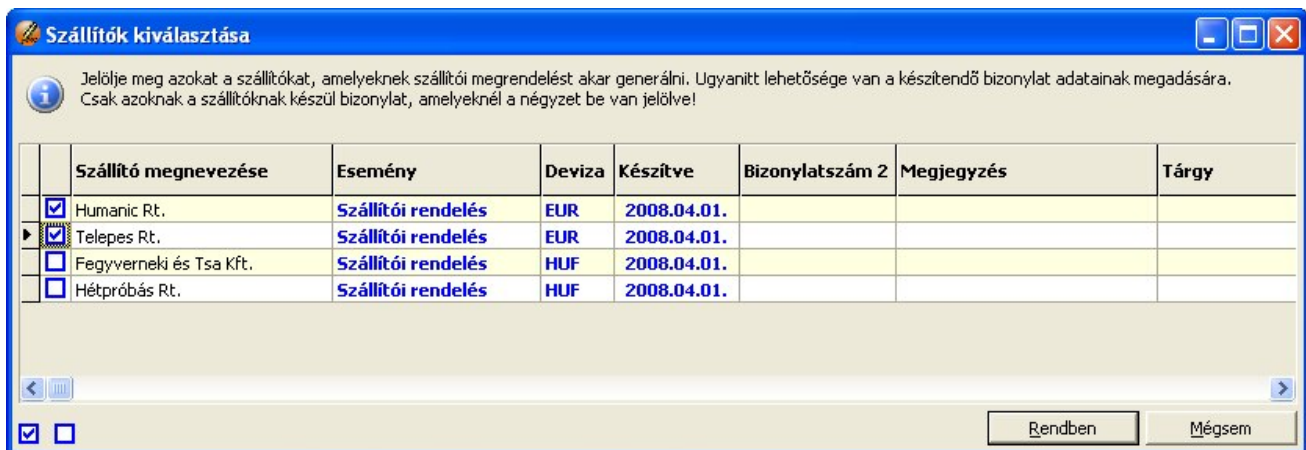 Szállítók kiválasztása
Jelölje meg azokat a szállítókat, amelyeknek szállítói megrendelést akar generálni. Ugyanitt lehetősége van a készítendő bizonylat adatainak megadására.
Csak azoknak a szállítóknak készül bizonylat, amelyeknél a négyzet be van jelölve!
Szállító megnevezése Esemény Deviza Készítve Bizonylatszám 2 Megjegyzés Tárgy
Humanic Rt. Szállítói rendelés EUR 2008.04.01.
Telepes Rt. Szállítói rendelés EUR 2008.04.01.
Fegyverneki és Tsa Kft. Szállítói rendelés HUF 2008.04.01.
Hétpróbás Rt. Szállítói rendelés HUF 2008.04.01.
Rendben Mégsem